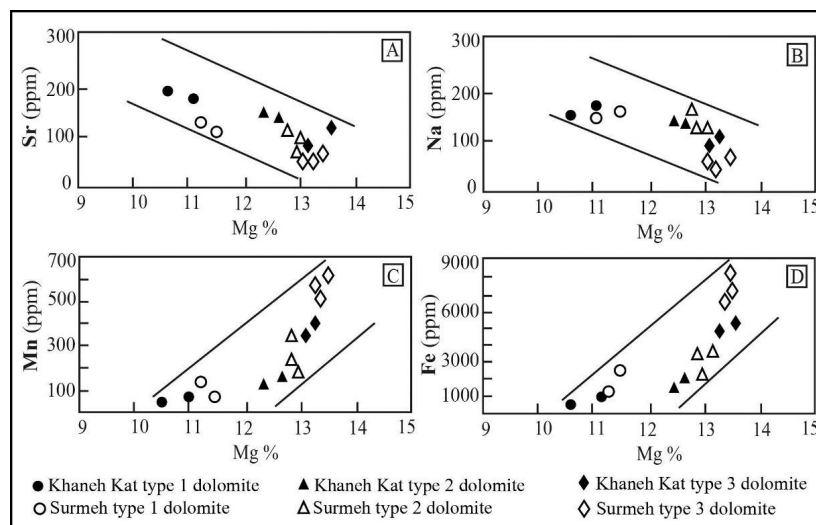 A
Sr (ppm)
300
200
100
0
9 10 11 12 13 14 15
Mg %
B
Na (ppm)
300
200
100
0
9 10 11 12 13 14 15
Mg %
C
Mn (ppm)
700
500
300
100
9 10 11 12 13 14 15
Mg %
D
Fe (ppm)
9000
6000
3000
1000
9 10 11 12 13 14 15
Mg %
Khaneh Kat type 1 dolomite
Khaneh Kat type 2 dolomite
Khaneh Kat type 3 dolomite
Surmeh type 1 dolomite
Surmeh type 2 dolomite
Surmeh type 3 dolomite